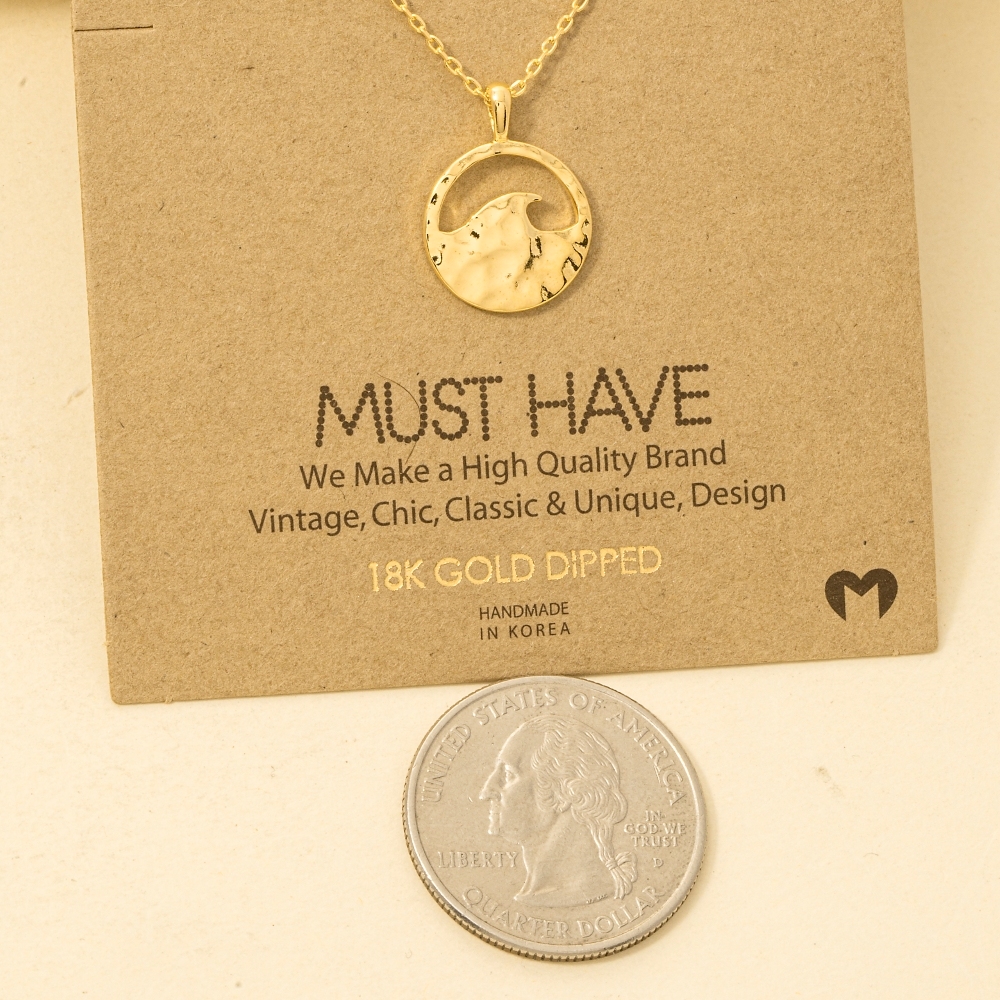 MUST HAVE
We Make a High Quality Brand
Vintage, Chic, Classic & Unique, Design
18K GOLD DIPPED
HANDMADE
IN KOREA
M
UNITED STATES OF AMERICA
IN
GOD WE
TRUST
LIBERTY
D
QUARTER DOLLAR